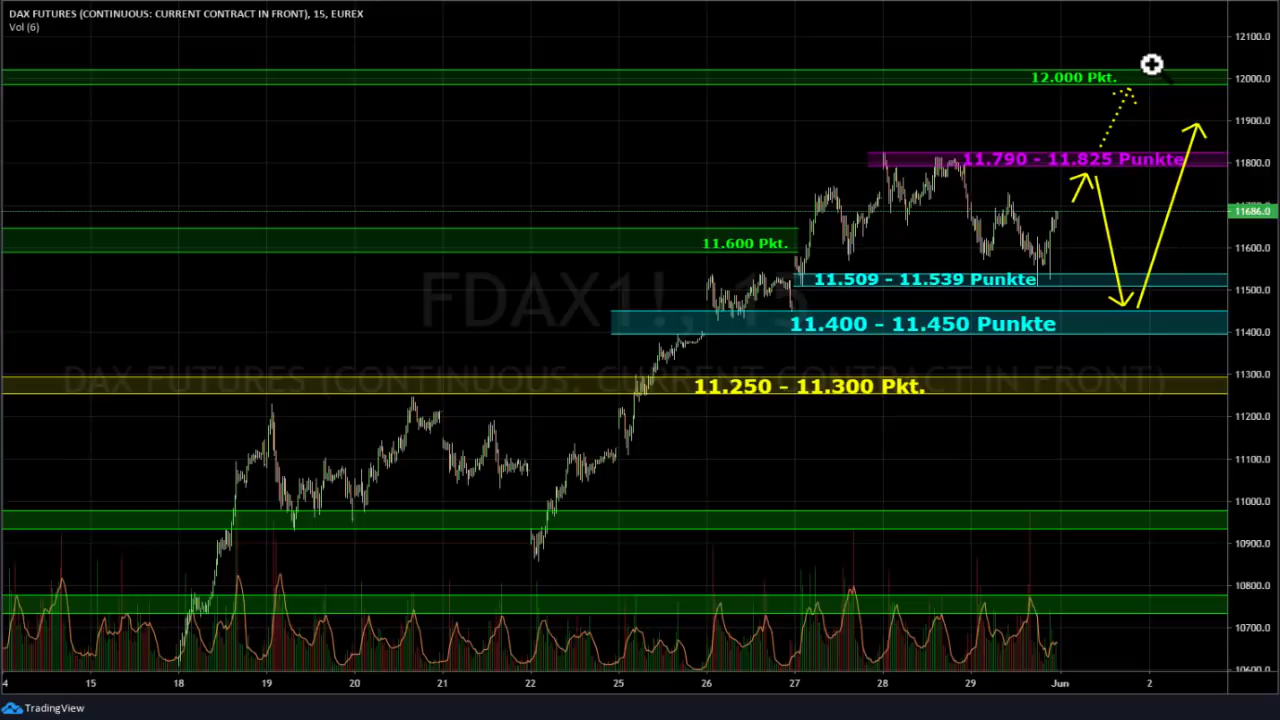 DAX FUTURES (CONTINUOUS: CURRENT CONTRACT IN FRONT), 15, EUREX
Vol (6)
12100.0
12.000 Pkt.
12000.0
11900.0
11.790 - 11.825 Punkte
11800.0
11686.0
11.600 Pkt.
11600.0
11.509 - 11.539 Punkte
11500.0
FDAX1!, 15
11.400 - 11.450 Punkte
11400.0
11300.0
DAX FUTURES (CONTINUOUS: CURRENT CONTRACT IN FRONT)
11.250 - 11.300 Pkt.
11200.0
11100.0
11000.0
10900.0
10800.0
10700.0
10600.0
4 15 18 19 20 21 22 25 26 27 28 29 Jun 2
TradingView